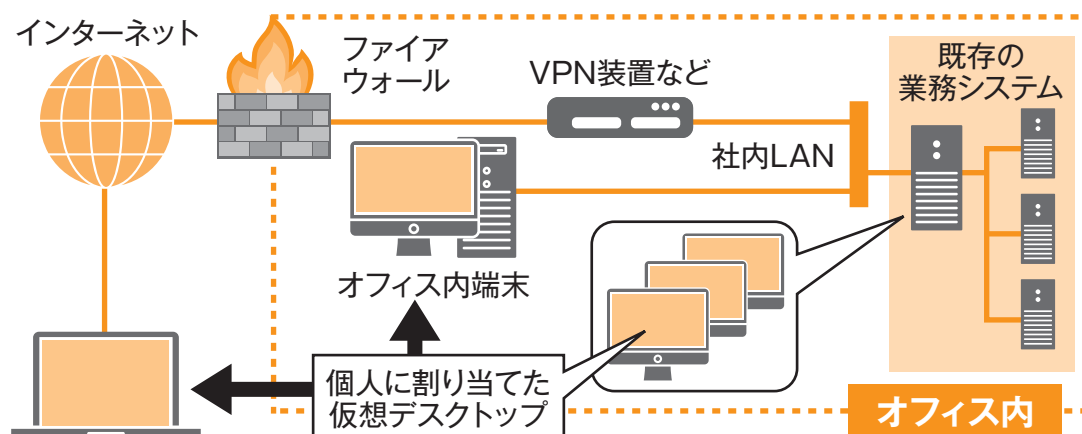 インターネット
ファイア
ウォール
VPN装置など
既存の
業務システム
社内LAN
オフィス内端末
個人に割り当てた
仮想デスクトップ
オフィス内